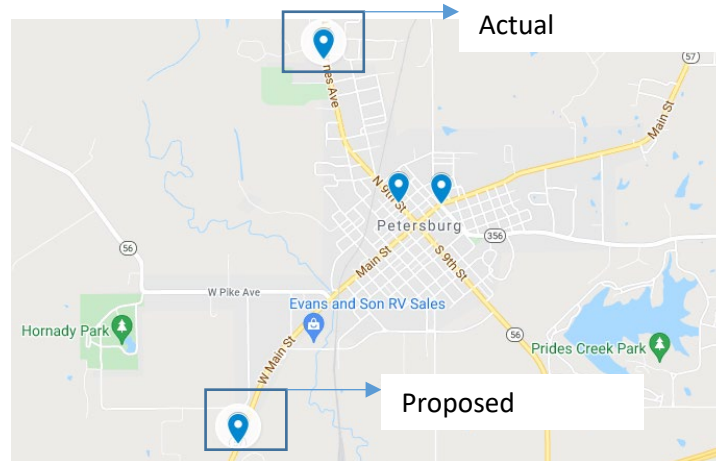 Actual
57
nes Ave
Main St
N 9th St
Petersburg
356
56
Main St
S 9th St
W Pike Ave
Evans and Son RV Sales
Hornady Park
56
Prides Creek Park
W Main St
Proposed